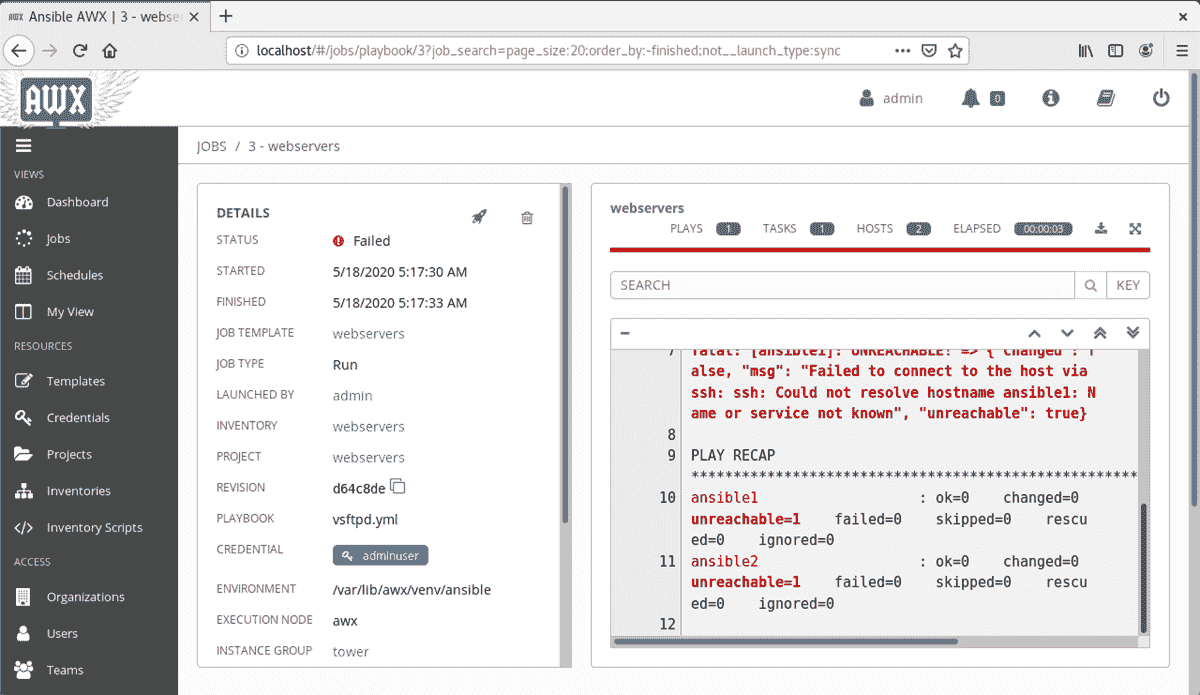 AWX Ansible AWX | 3 - webse
localhost/#/jobs/playbook/3?job_search=page_size:20;order_by:-finished;not__launch_type:sync
AWX
admin
0
JOBS / 3 - webservers
VIEWS
Dashboard
Jobs
Schedules
My View
RESOURCES
Templates
Credentials
Projects
Inventories
Inventory Scripts
ACCESS
Organizations
Users
Teams
DETAILS
STATUS Failed
STARTED 5/18/2020 5:17:30 AM
FINISHED 5/18/2020 5:17:33 AM
JOB TEMPLATE webservers
JOB TYPE Run
LAUNCHED BY admin
INVENTORY webservers
PROJECT webservers
REVISION d64c8de
PLAYBOOK vsftpd.yml
CREDENTIAL adminuser
ENVIRONMENT /var/lib/awx/venv/ansible
EXECUTION NODE awx
INSTANCE GROUP tower
webservers
PLAYS 1 TASKS 1 HOSTS 2 ELAPSED 00:00:03
SEARCH KEY
7 fatal: [ansible1]: UNREACHABLE! => {"changed": f
alse, "msg": "Failed to connect to the host via
ssh: ssh: Could not resolve hostname ansible1: N
ame or service not known", "unreachable": true}
8
9 PLAY RECAP
*****************************************************
10 ansible1 : ok=0 changed=0
unreachable=1 failed=0 skipped=0 rescu
ed=0 ignored=0
11 ansible2 : ok=0 changed=0
unreachable=1 failed=0 skipped=0 rescu
ed=0 ignored=0
12